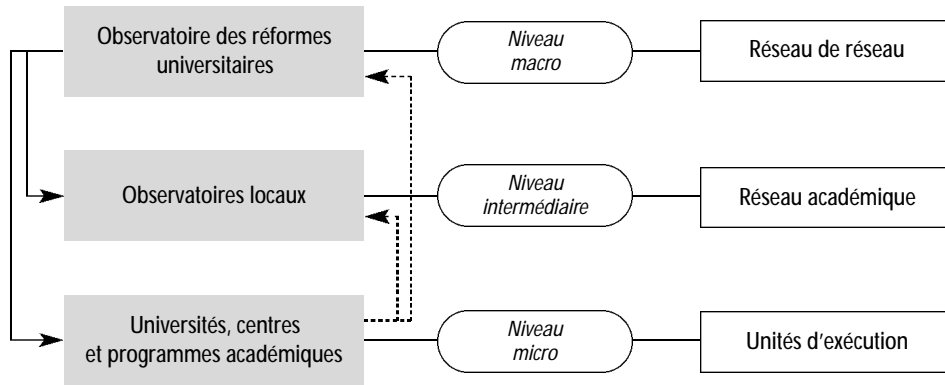 Observatoire des réformes
universitaires
Niveau
macro
Réseau de réseau
Observatoires locaux
Niveau
intermédiaire
Réseau académique
Universités, centres
et programmes académiques
Niveau
micro
Unités d'exécution